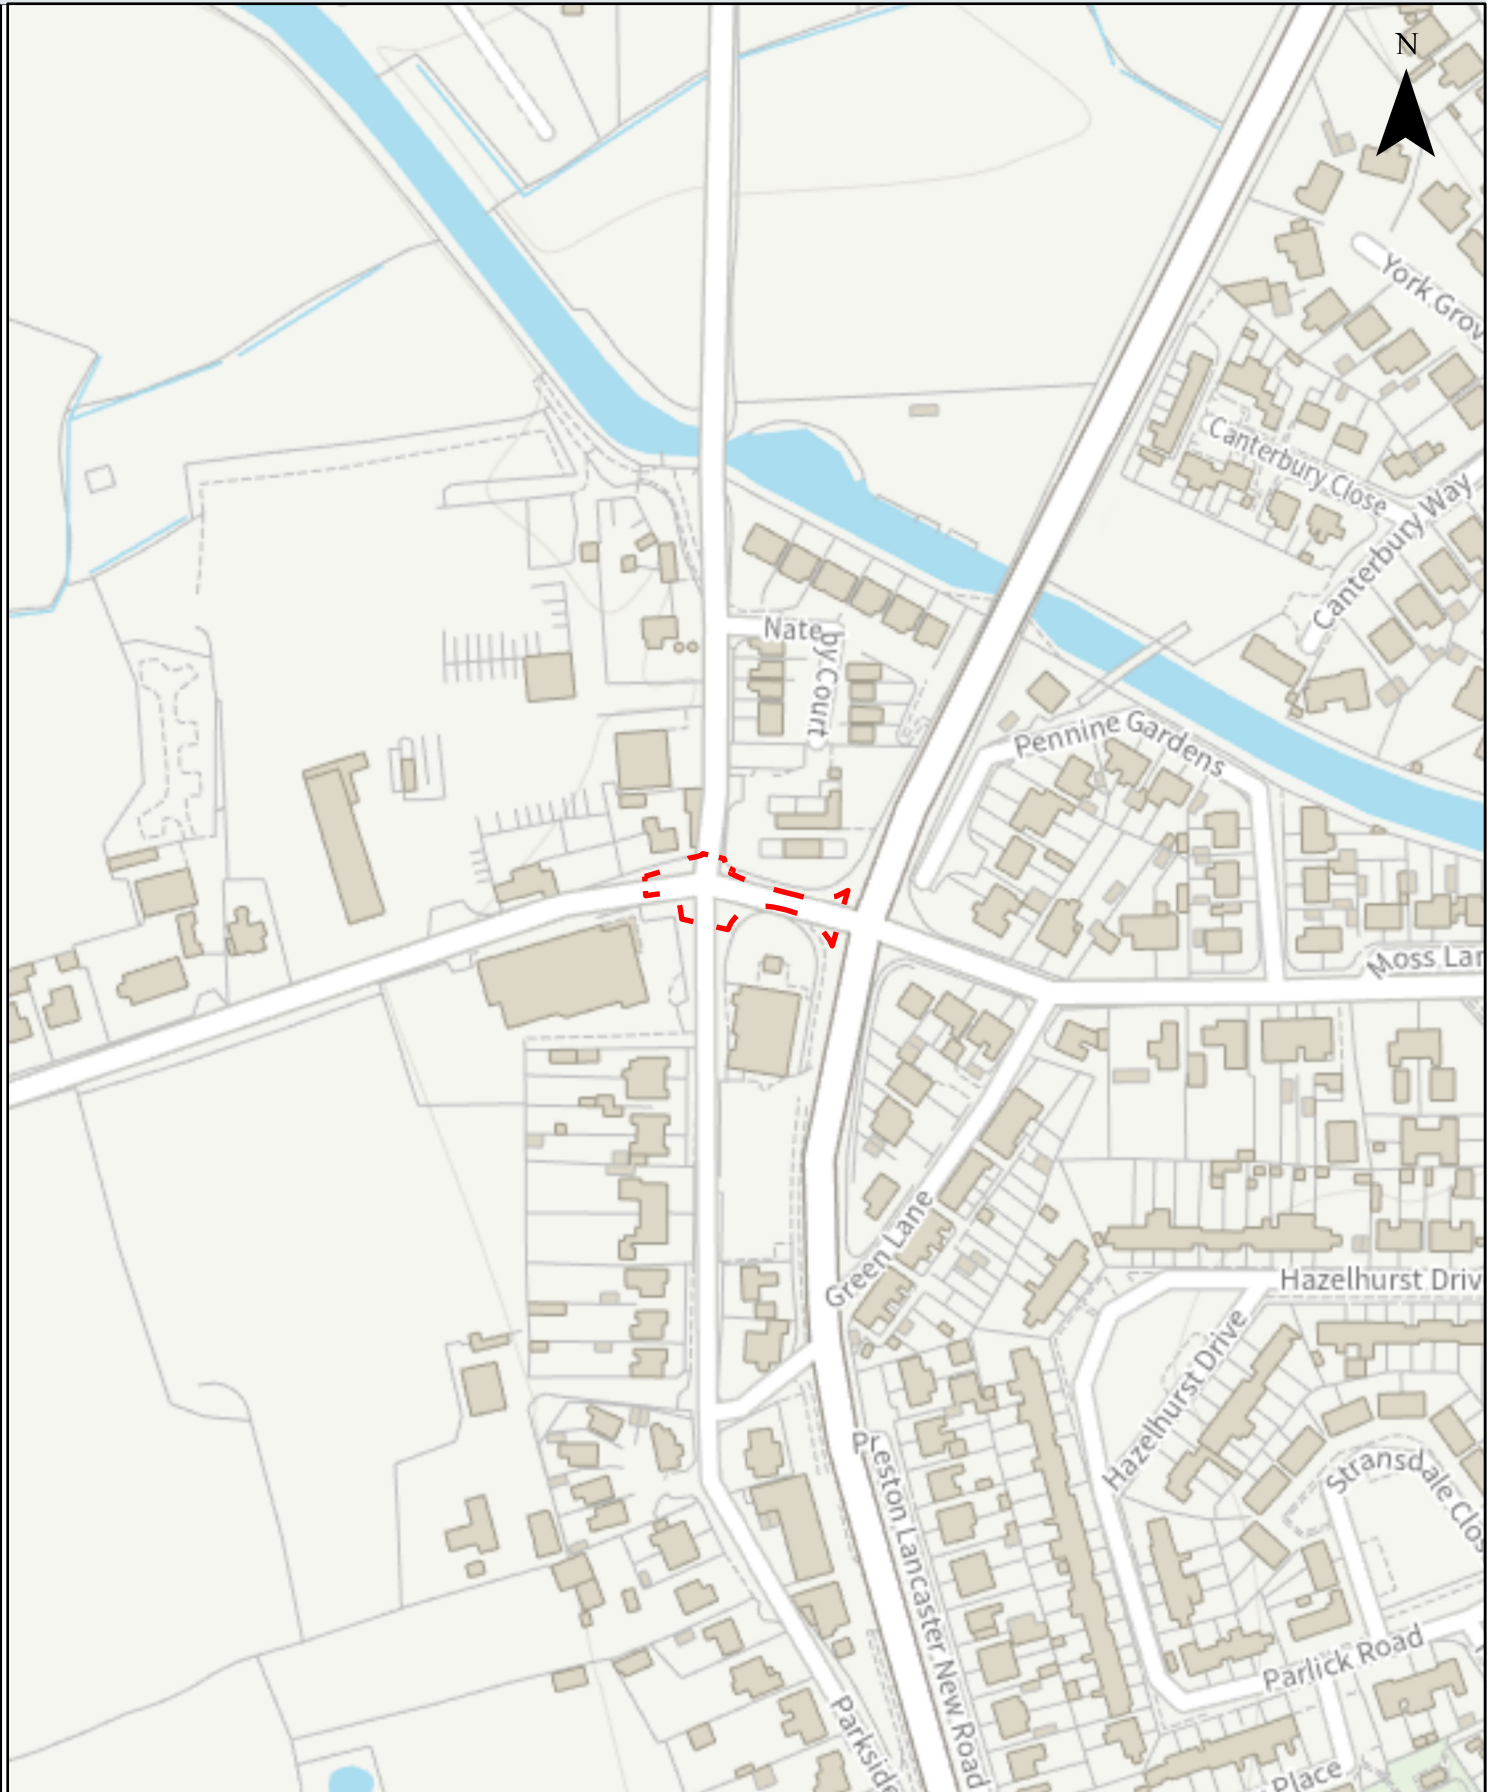 N
York Grov
Canterbury Close
Canterbury Way
Nateby Court
Pennine Gardens
Moss Lan
Green Lane
Hazelhurst Driv
Hazelhurst Drive
Preston Lancaster New Road
Stransdale Clos
Parlick Road
Parkside
Place